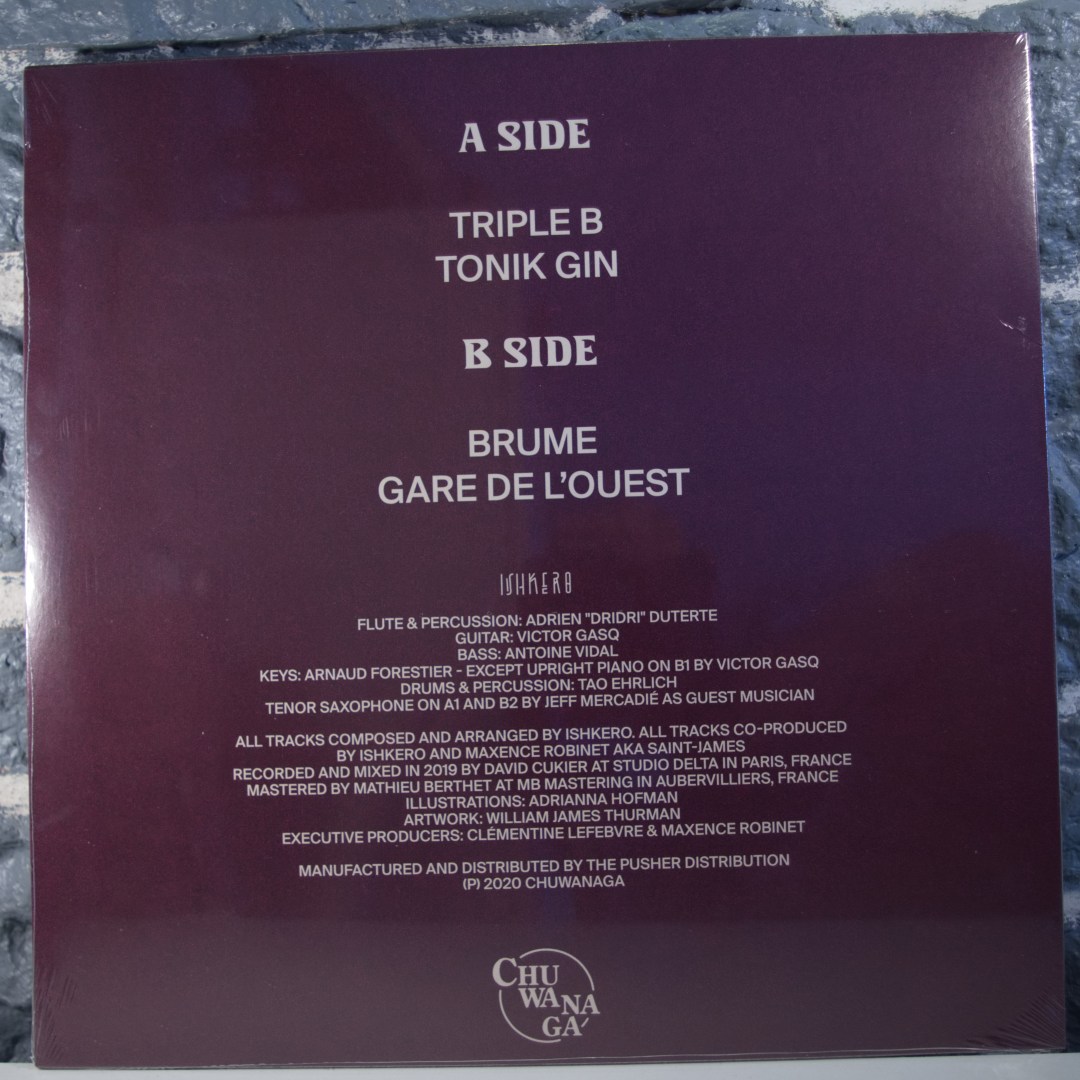 A SIDE
TRIPLE B
TONIK GIN
B SIDE
BRUME
GARE DE L'OUEST
ISHKERO
FLUTE & PERCUSSION: ADRIEN "DRIDRI" DUTERTE
GUITAR: VICTOR GASQ
BASS: ANTOINE VIDAL
KEYS: ARNAUD FORESTIER - EXCEPT UPRIGHT PIANO ON B1 BY VICTOR GASQ
DRUMS & PERCUSSION: TAO EHRLICH
TENOR SAXOPHONE ON A1 AND B2 BY JEFF MERCADIÉ AS GUEST MUSICIAN
ALL TRACKS COMPOSED AND ARRANGED BY ISHKERO. ALL TRACKS CO-PRODUCED
BY ISHKERO AND MAXENCE ROBINET AKA SAINT-JAMES
RECORDED AND MIXED IN 2019 BY DAVID CUKIER AT STUDIO DELTA IN PARIS, FRANCE
MASTERED BY MATHIEU BERTHET AT MB MASTERING IN AUBERVILLIERS, FRANCE
ILLUSTRATIONS: ADRIANNA HOFMAN
ARTWORK: WILLIAM JAMES THURMAN
EXECUTIVE PRODUCERS: CLÉMENTINE LEFEBVRE & MAXENCE ROBINET
MANUFACTURED AND DISTRIBUTED BY THE PUSHER DISTRIBUTION
(P) 2020 CHUWANAGA
CHU
WANA
GA'